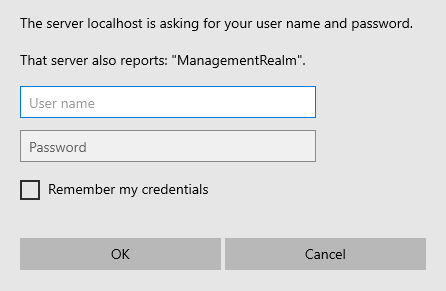 The server localhost is asking for your user name and password.
That server also reports: "ManagementRealm".
User name
Password
Remember my credentials
OK
Cancel